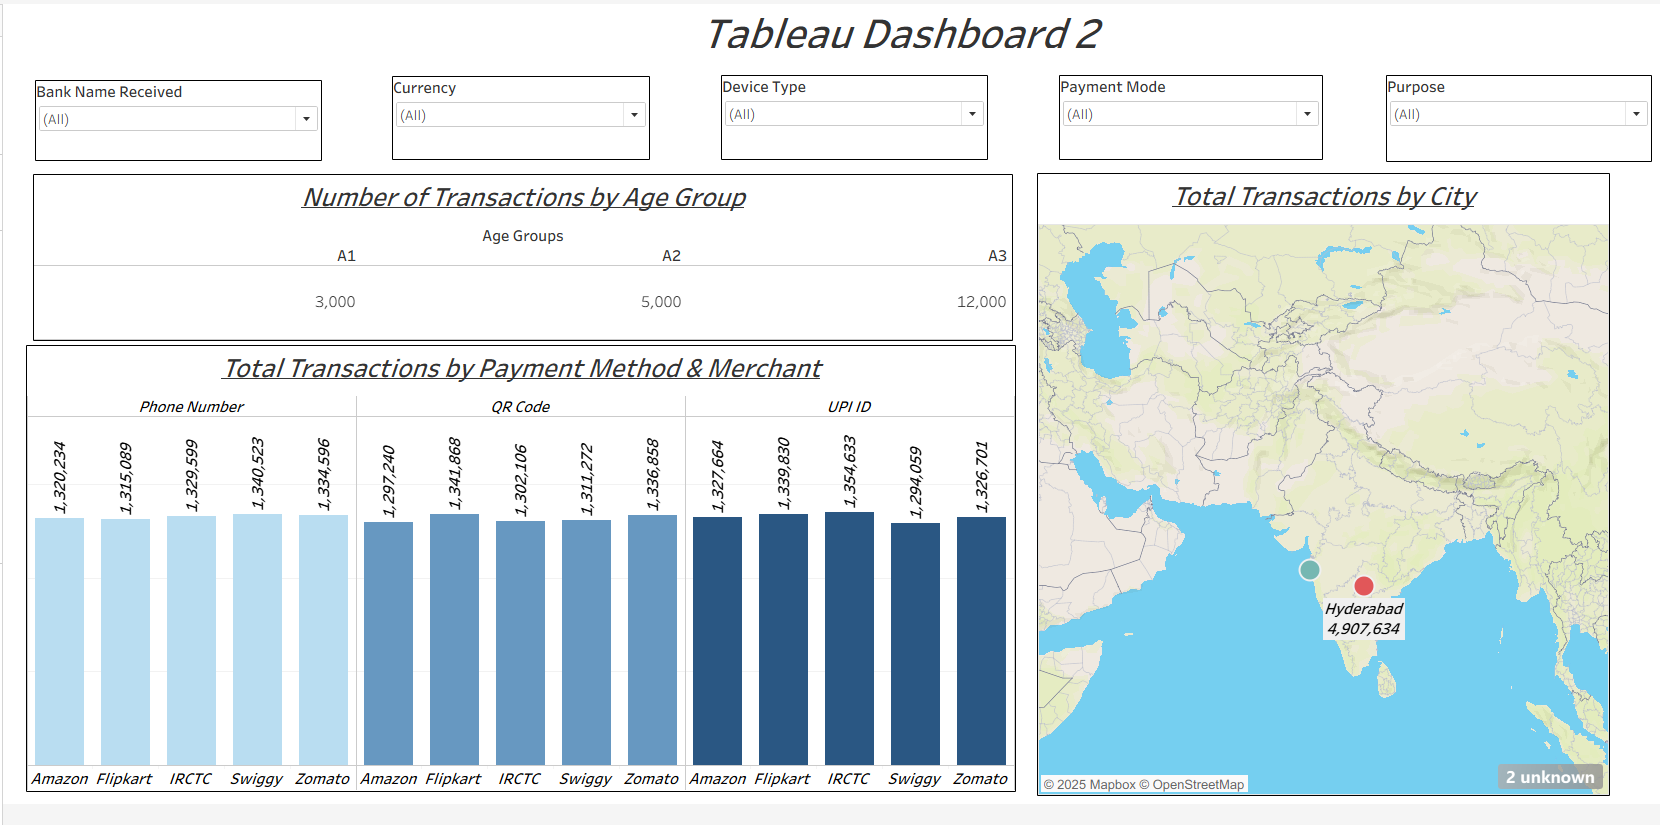 Tableau Dashboard 2
Bank Name Received
(All)
Currency
(All)
Device Type
(All)
Payment Mode
(All)
Purpose
(All)
Number of Transactions by Age Group
Age Groups
A1 A2 A3
3,000 5,000 12,000
Total Transactions by Payment Method & Merchant
Phone Number QR Code UPI ID
1,320,234 1,315,089 1,329,599 1,340,523 1,334,596 1,297,240 1,341,868 1,302,106 1,311,272 1,336,858 1,327,664 1,339,830 1,354,633 1,294,059 1,326,701
Amazon Flipkart IRCTC Swiggy Zomato Amazon Flipkart IRCTC Swiggy Zomato Amazon Flipkart IRCTC Swiggy Zomato
Total Transactions by City
Hyderabad
4,907,634
© 2025 Mapbox © OpenStreetMap
2 unknown